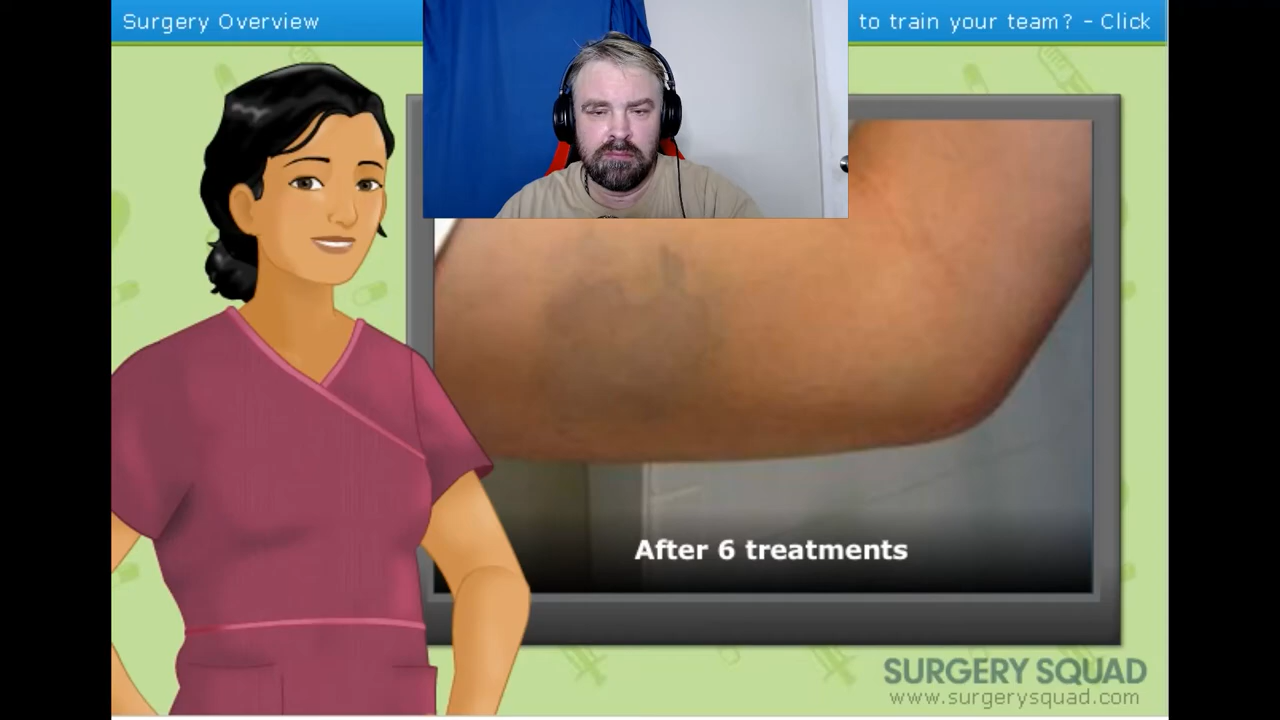 Surgery Overview
to train your team? - Click
After 6 treatments
SURGERY SQUAD
www.surgerysquad.com